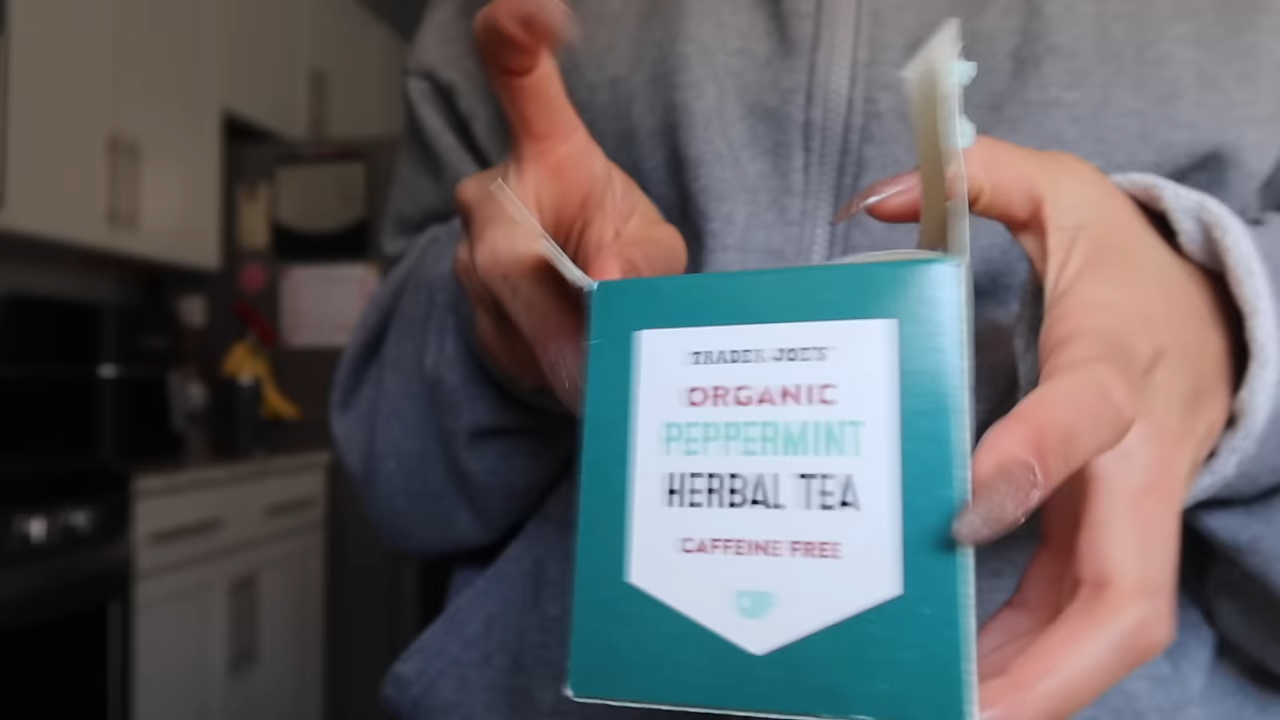 TRADER JOE'S
ORGANIC
PEPPERMINT
HERBAL TEA
CAFFEINE FREE